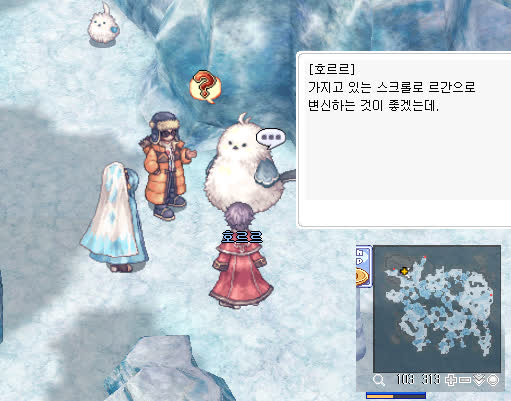 [호르르]
가지고 있는 스크롤로 르간으로
변신하는 것이 좋겠는데.
호르르
103 313